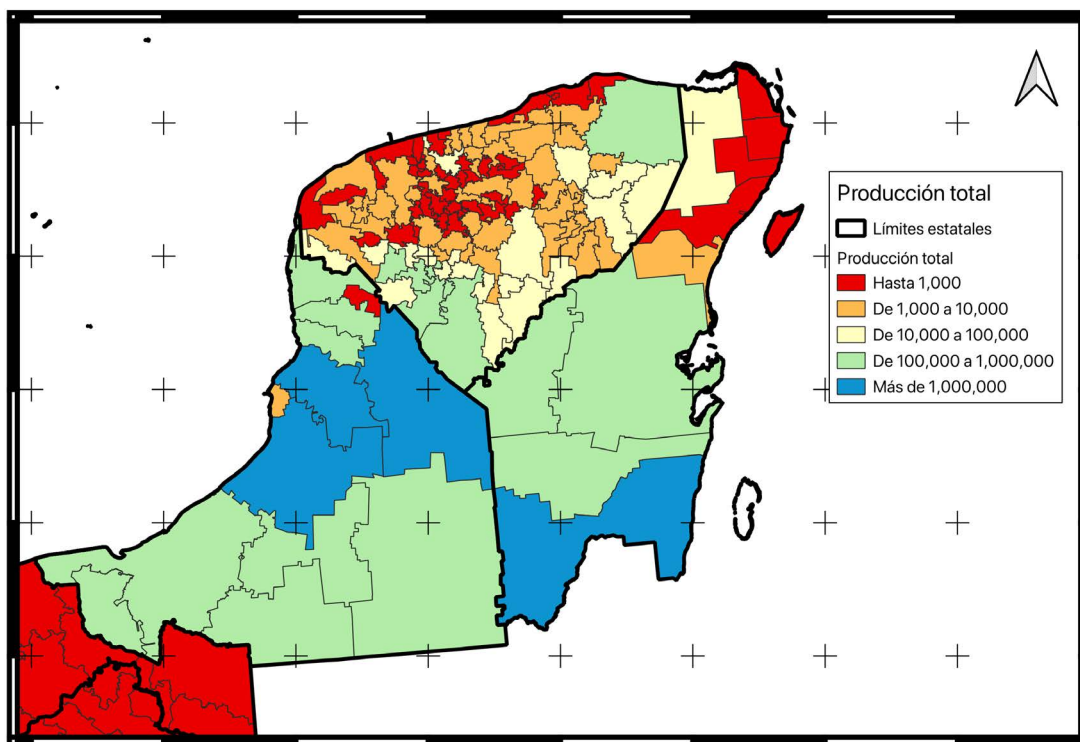 Producción total
Límites estatales
Producción total
Hasta 1,000
De 1,000 a 10,000
De 10,000 a 100,000
De 100,000 a 1,000,000
Más de 1,000,000